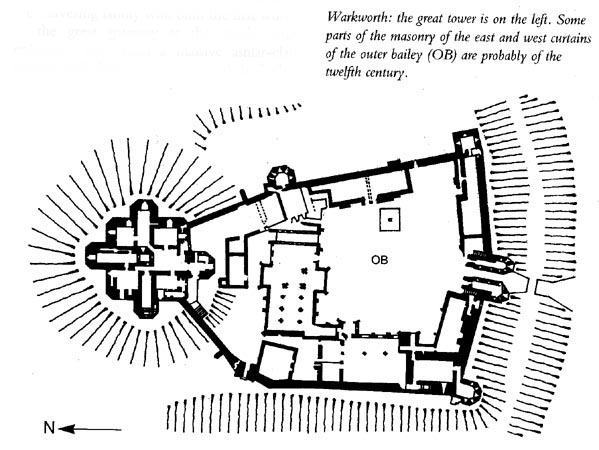 Warkworth: the great tower is on the left. Some
parts of the masonry of the east and west curtains
of the outer bailey (OB) are probably of the
twelfth century.
OB
N